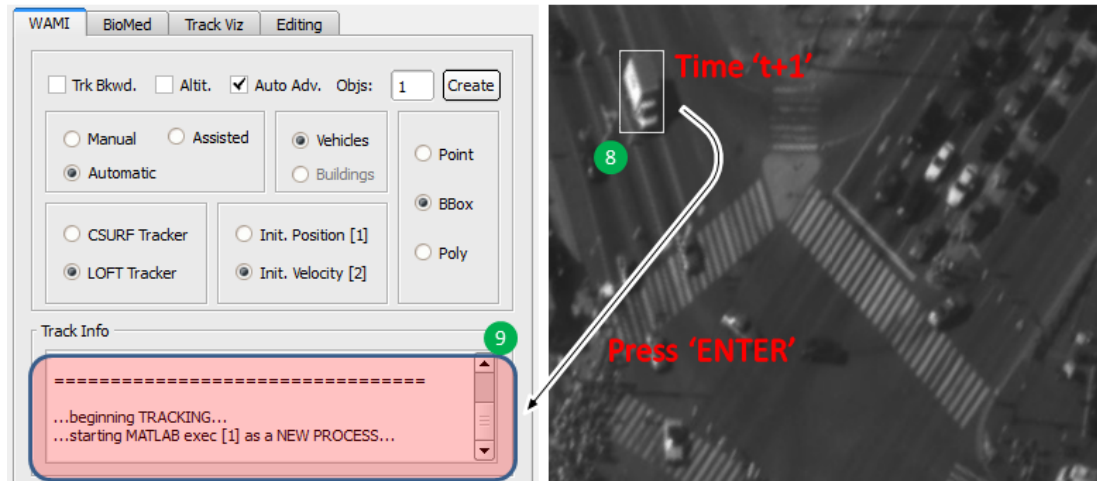 WAMI BioMed Track Viz Editing
Trk Bkwd. Altit. Auto Adv. Objs: 1 Create
Manual Assisted
Automatic
Vehicles
Buildings
Point
BBox
Poly
CSURF Tracker
LOFT Tracker
Init. Position [1]
Init. Velocity [2]
Track Info
9
=================================
...beginning TRACKING...
...starting MATLAB exec [1] as a NEW PROCESS...
Time ‘t+1’
8
Press ‘ENTER’